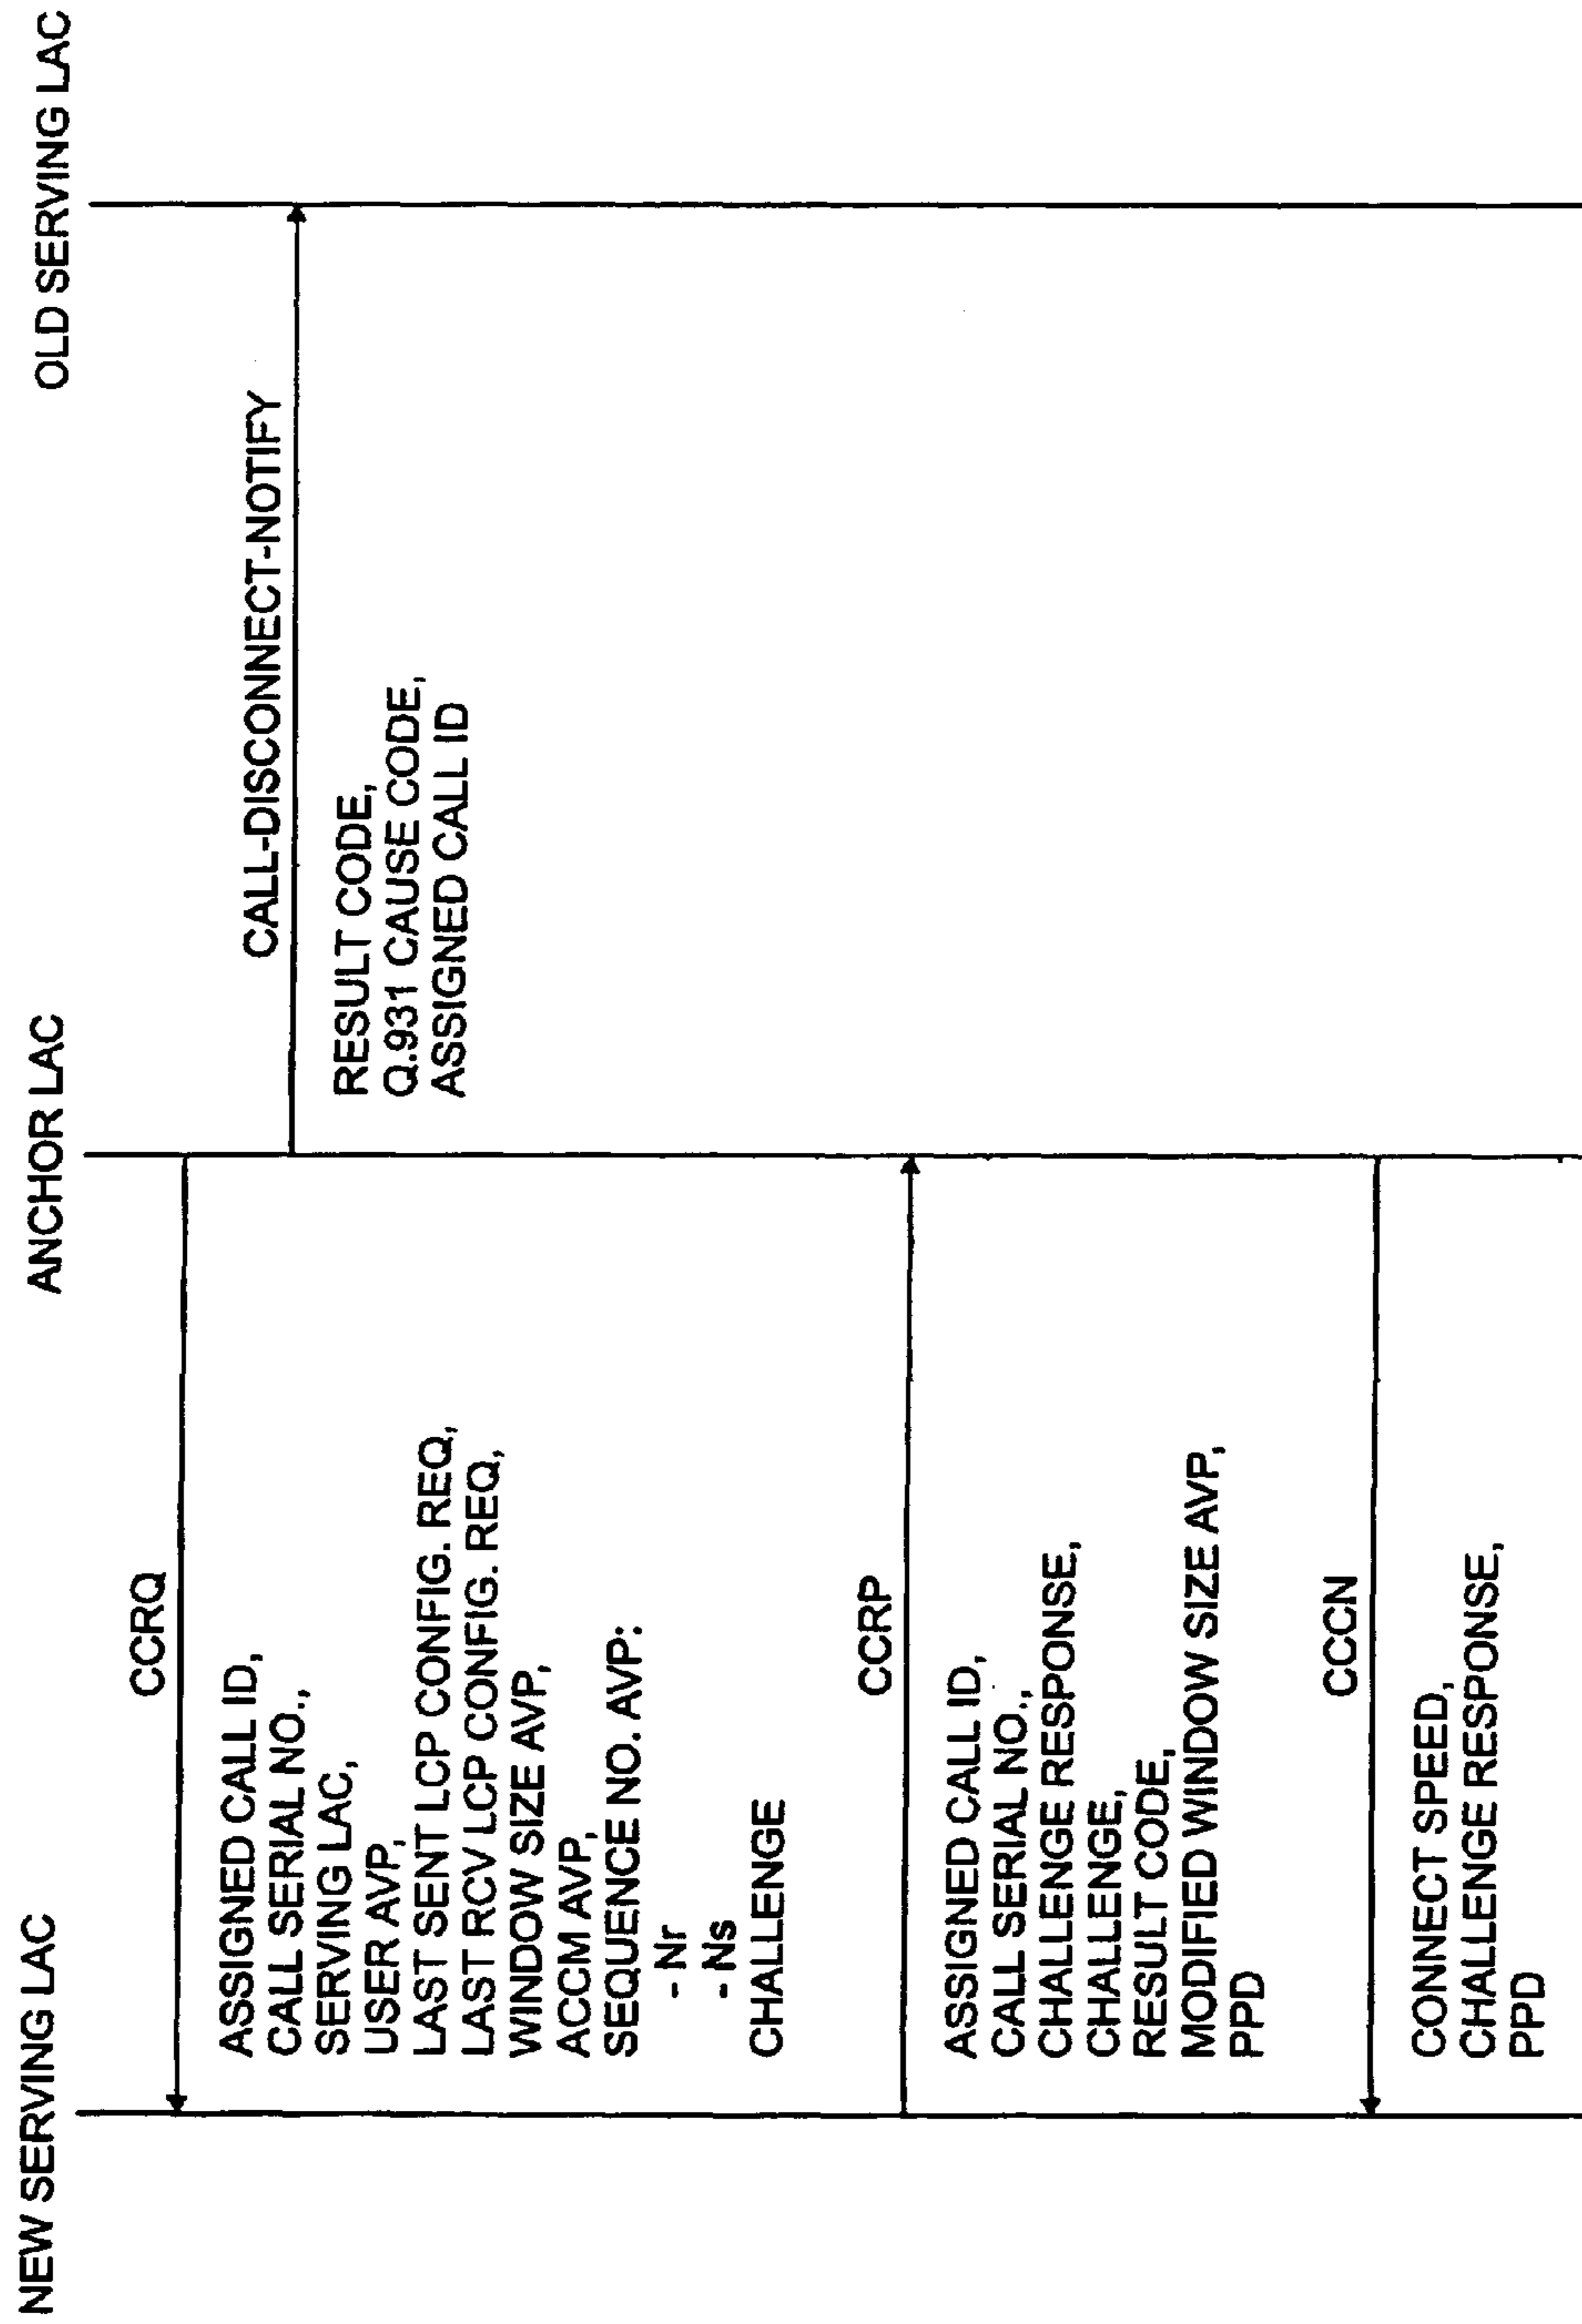 NEW SERVING LAC
ANCHOR LAC
OLD SERVING LAC
CCRQ
ASSIGNED CALL ID,
CALL SERIAL NO.,
SERVING LAC,
USER AVP,
LAST SENT LCP CONFIG. REQ,
LAST RCV LCP CONFIG. REQ,
WINDOW SIZE AVP,
ACCM AVP,
SEQUENCE NO. AVP:
- Nr
- Ns
CHALLENGE
CALL-DISCONNECT-NOTIFY
RESULT CODE,
Q.931 CAUSE CODE,
ASSIGNED CALL ID
CCRP
ASSIGNED CALL ID,
CALL SERIAL NO.,
CHALLENGE RESPONSE,
CHALLENGE,
RESULT CODE,
MODIFIED WINDOW SIZE AVP,
PPD
CCCN
CONNECT SPEED,
CHALLENGE RESPONSE,
PPD